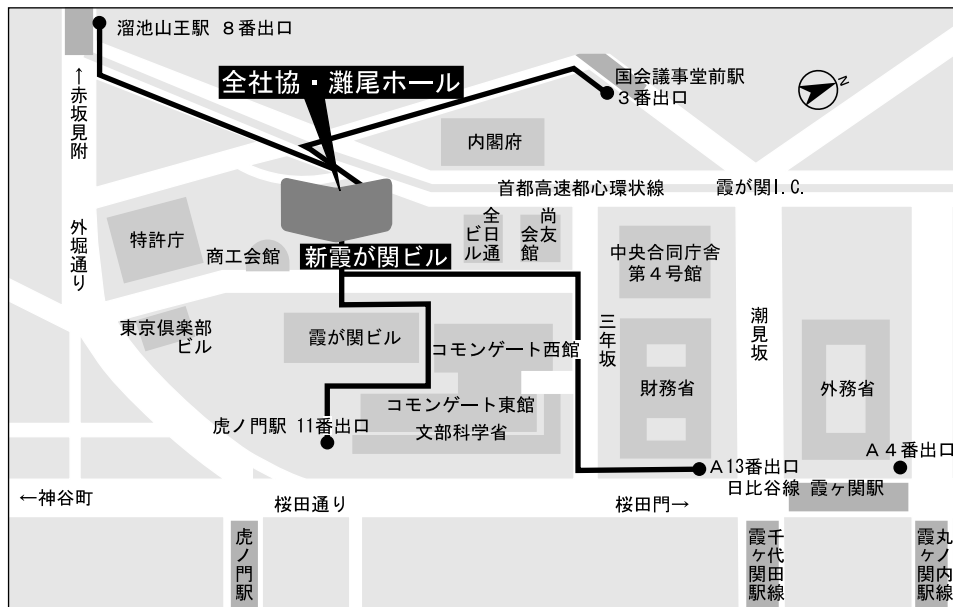 溜池山王駅 8番出口
全社協・灘尾ホール
国会議事堂前駅
3番出口
N
←赤坂見附
内閣府
首都高速都心環状線
霞が関I.C.
外堀通り
特許庁
商工会館
新霞が関ビル
全日通
ビル
尚友
会館
中央合同庁舎
第4号館
東京倶楽部
ビル
霞が関ビル
コモンゲート西館
三年坂
潮見坂
財務省
外務省
コモンゲート東館
虎ノ門駅 11番出口
文部科学省
A13番出口
A4番出口
日比谷線 霞ヶ関駅
←神谷町
桜田通り
桜田門→
虎ノ門駅
千代田線
霞ヶ関駅
丸ノ内線
霞ヶ関駅